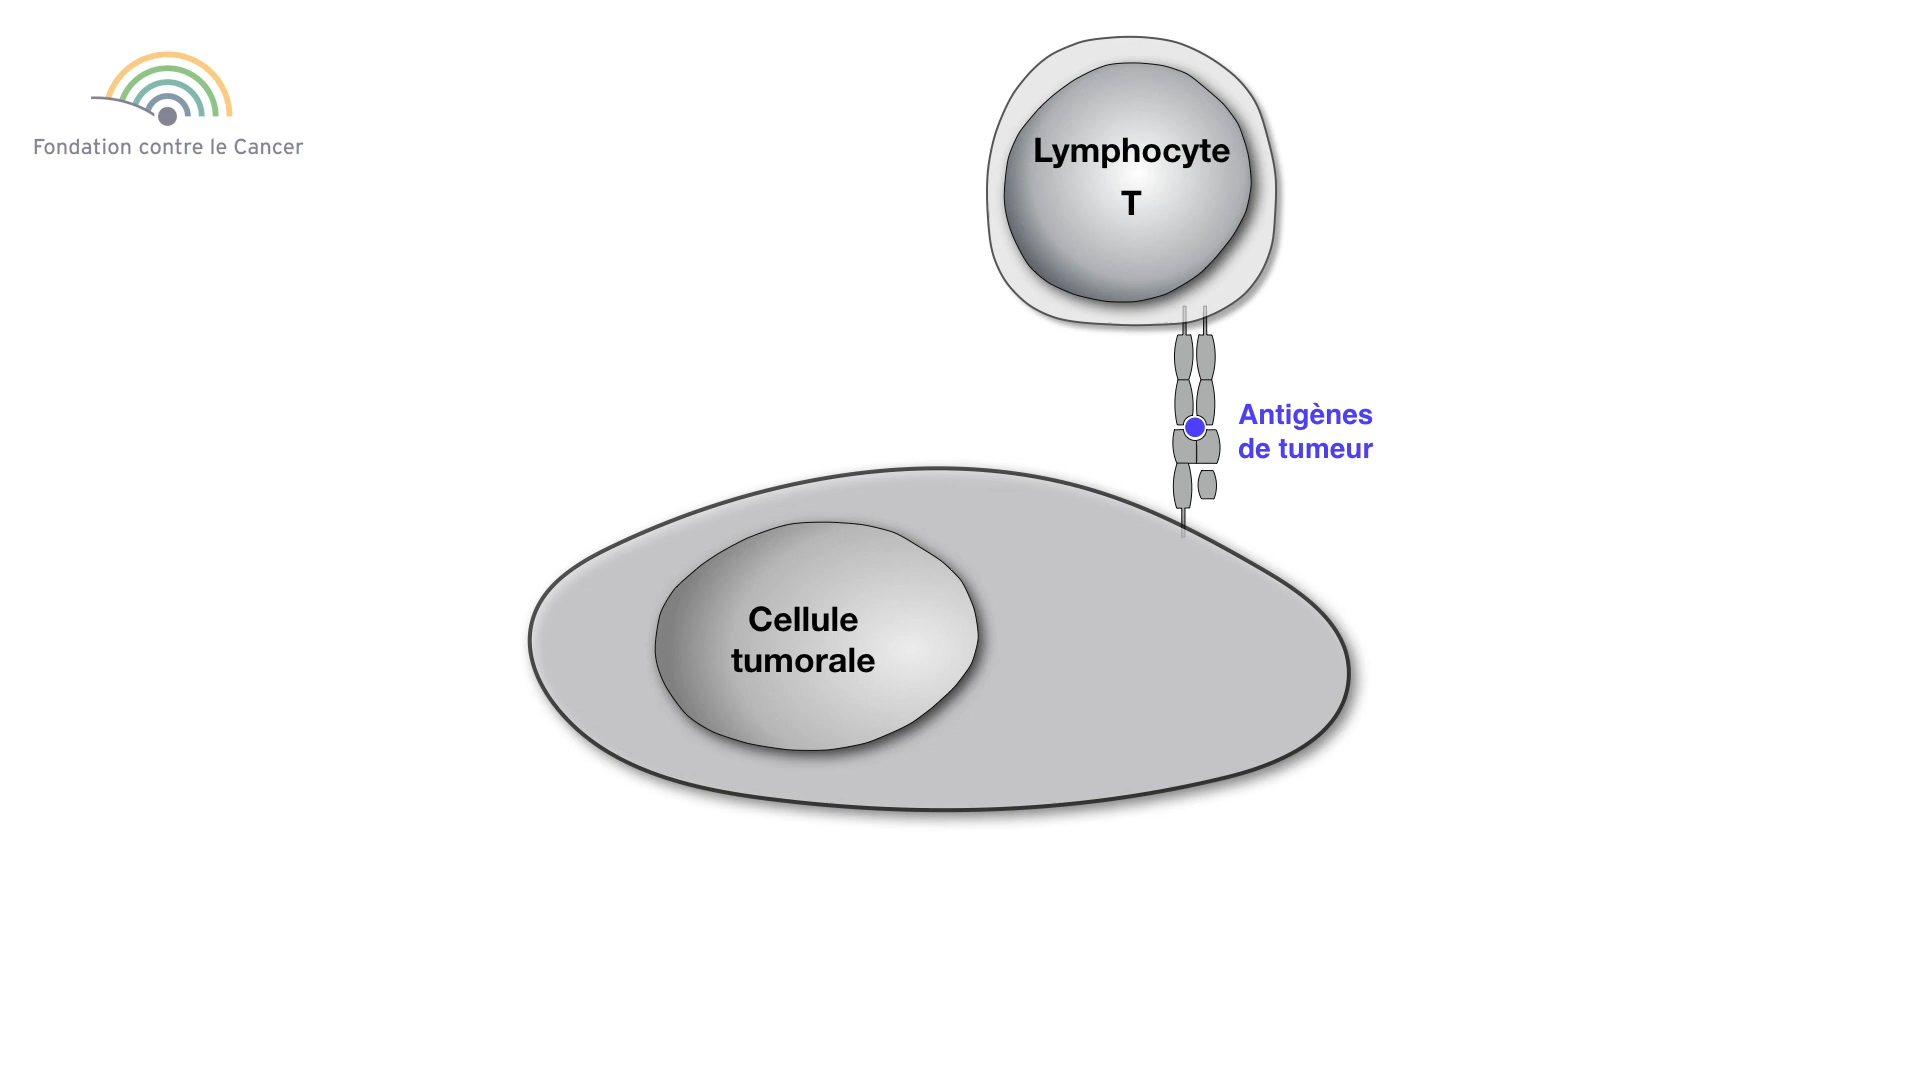 Fondation contre le Cancer
Lymphocyte
T
Antigènes
de tumeur
Cellule
tumorale